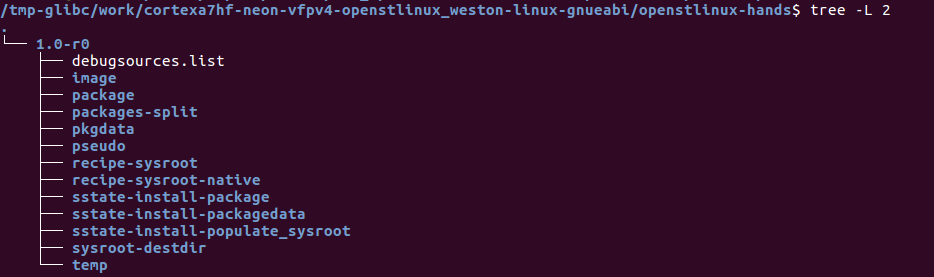 /tmp-glibc/work/cortexa7hf-neon-vfpv4-openstlinux_weston-linux-gnueabi/openstlinux-hands$ tree -L 2
.
└── 1.0-r0
    ├── debugsources.list
    ├── image
    ├── package
    ├── packages-split
    ├── pkgdata
    ├── pseudo
    ├── recipe-sysroot
    ├── recipe-sysroot-native
    ├── sstate-install-package
    ├── sstate-install-packagedata
    ├── sstate-install-populate_sysroot
    ├── sysroot-destdir
    └── temp